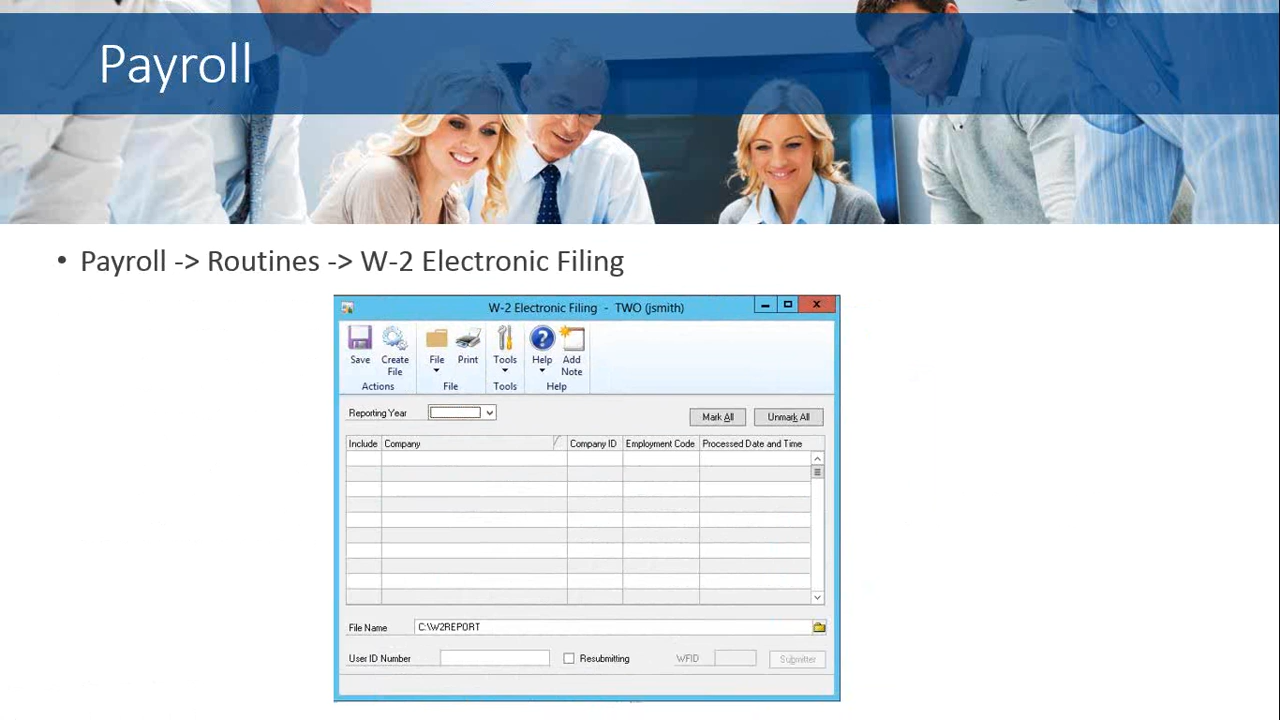 Payroll
• Payroll -> Routines -> W-2 Electronic Filing
W-2 Electronic Filing - TWO (jsmith)
Save Create File File Print Tools Help Add Note
Actions File Tools Help
Reporting Year Mark All Unmark All
Include Company Company ID Employment Code Processed Date and Time
File Name C:\W2REPORT
User ID Number Resubmitting WFID Submitter